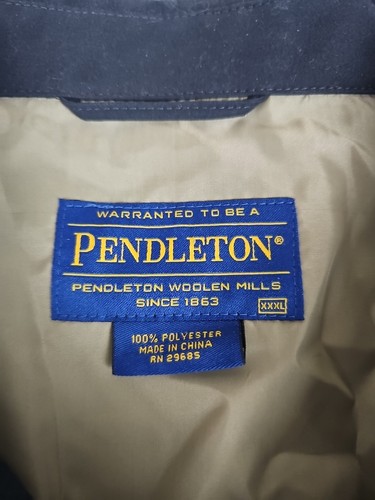 WARRANTED TO BE A
PENDLETON®
PENDLETON WOOLEN MILLS
SINCE 1863
XXXL
100% POLYESTER
MADE IN CHINA
RN 29685